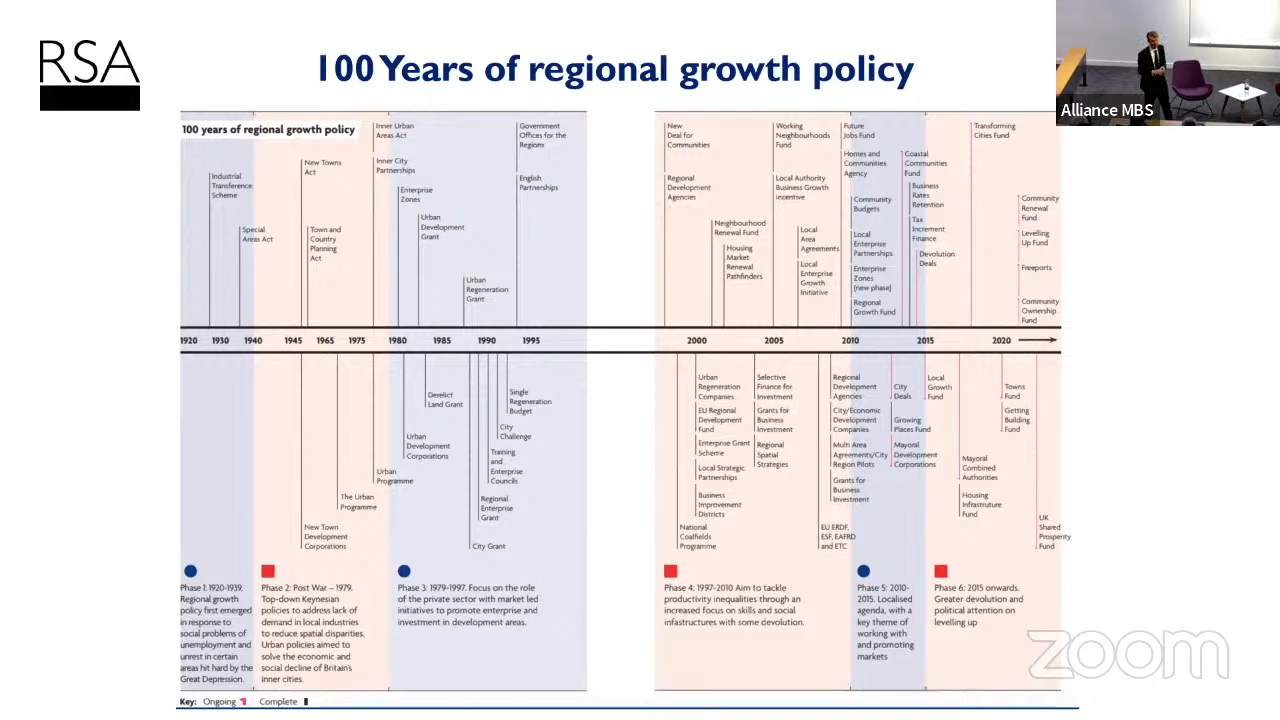 RSA
100 Years of regional growth policy
Alliance MBS
100 years of regional growth policy
Industrial
Transference
Scheme
Special
Areas Act
New Towns
Act
Town and
Country
Planning
Act
Inner Urban
Areas Act
Inner City
Partnerships
Enterprise
Zones
Urban
Development
Grant
Urban
Regeneration
Grant
Government
Offices for the
Regions
English
Partnerships
New
Deal for
Communities
Regional
Development
Agencies
Neighbourhood
Renewal Fund
Housing
Market
Renewal
Pathfinders
Working
Neighbourhoods
Fund
Local Authority
Business Growth
incentive
Local
Area
Agreements
Local
Enterprise
Growth
Initiative
Future
Jobs Fund
Homes and
Communities
Agency
Community
Budgets
Local
Enterprise
Partnerships
Enterprise
Zones
(new phase)
Regional
Growth Fund
Coastal
Communities
Fund
Business
Rates
Retention
Tax
Increment
Finance
Devolution
Deals
Transforming
Cities Fund
Community
Renewal
Fund
Levelling
Up Fund
Freeports
Community
Ownership
Fund
1920 1930 1940 1945 1965 1975 1980 1985 1990 1995 2000 2005 2010 2015 2020
New Town
Development
Corporations
The Urban
Programme
Urban
Programme
Urban
Development
Corporations
Derelict
Land Grant
City Grant
Regional
Enterprise
Grant
Training
and
Enterprise
Councils
City
Challenge
Single
Regeneration
Budget
National
Coalfields
Programme
Urban
Regeneration
Companies
EU Regional
Development
Fund
Enterprise Grant
Scheme
Local Strategic
Partnerships
Business
Improvement
Districts
Selective
Finance for
Investment
Grants for
Business
Investment
Regional
Spatial
Strategies
EU ERDF,
ESF, EAFRD
and ETC
Regional
Development
Agencies
City/Economic
Development
Companies
Multi Area
Agreements/City
Region Pilots
Grants for
Business
Investment
City
Deals
Growing
Places Fund
Mayoral
Development
Corporations
Local
Growth
Fund
Mayoral
Combined
Authorities
Housing
Infrastruture
Fund
Towns
Fund
Getting
Building
Fund
UK
Shared
Prosperity
Fund
Phase 1: 1920-1939.
Regional growth
policy first emerged
in response to
social problems of
unemployment and
unrest in certain
areas hit hard by the
Great Depression.
Phase 2: Post War – 1979.
Top-down Keynesian
policies to address lack of
demand in local industries
to reduce spatial disparities.
Urban policies aimed to
solve the economic and
social decline of Britain's
inner cities.
Phase 3: 1979-1997. Focus on the role
of the private sector with market led
initiatives to promote enterprise and
investment in development areas.
Phase 4: 1997-2010 Aim to tackle
productivity inequalities through an
increased focus on skills and social
infastructures with some devolution.
Phase 5: 2010-
2015. Localised
agenda, with a
key theme of
working with
and promoting
markets
Phase 6: 2015 onwards.
Greater devolution and
political attention on
levelling up
zoom
Key: Ongoing Complete